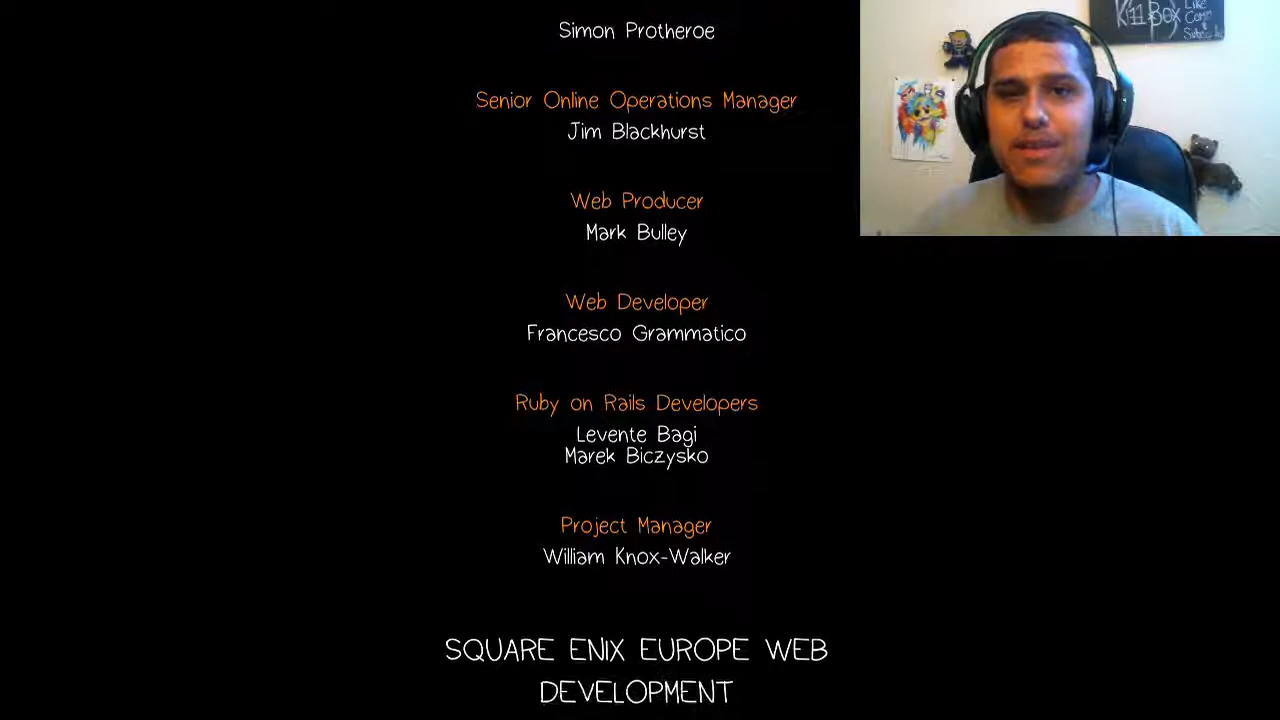 Simon Protheroe
Senior Online Operations Manager
Jim Blackhurst
Web Producer
Mark Bulley
Web Developer
Francesco Grammatico
Ruby on Rails Developers
Levente Bagi
Marek Biczysko
Project Manager
William Knox-Walker
SQUARE ENIX EUROPE WEB
DEVELOPMENT
Like